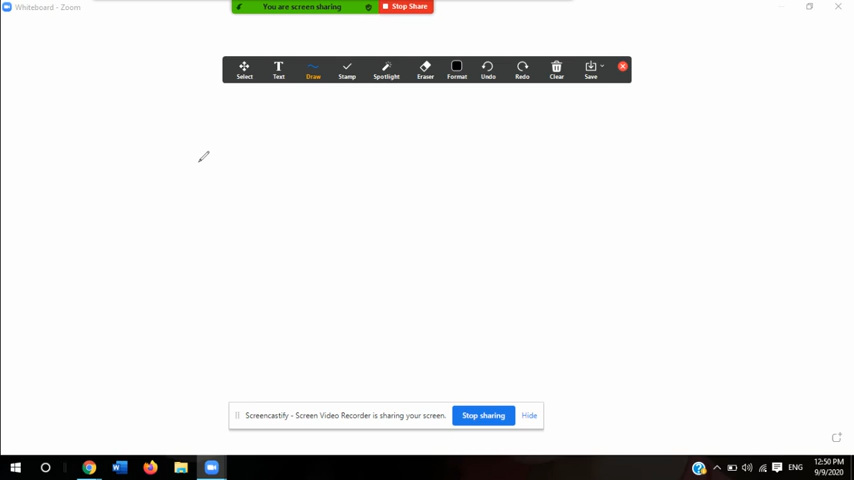 Whiteboard - Zoom
You are screen sharing
Stop Share
Select
Text
Draw
Stamp
Spotlight
Eraser
Format
Undo
Redo
Clear
Save
Screencastify - Screen Video Recorder is sharing your screen.
Stop sharing
Hide
ENG
12:50 PM
9/9/2020